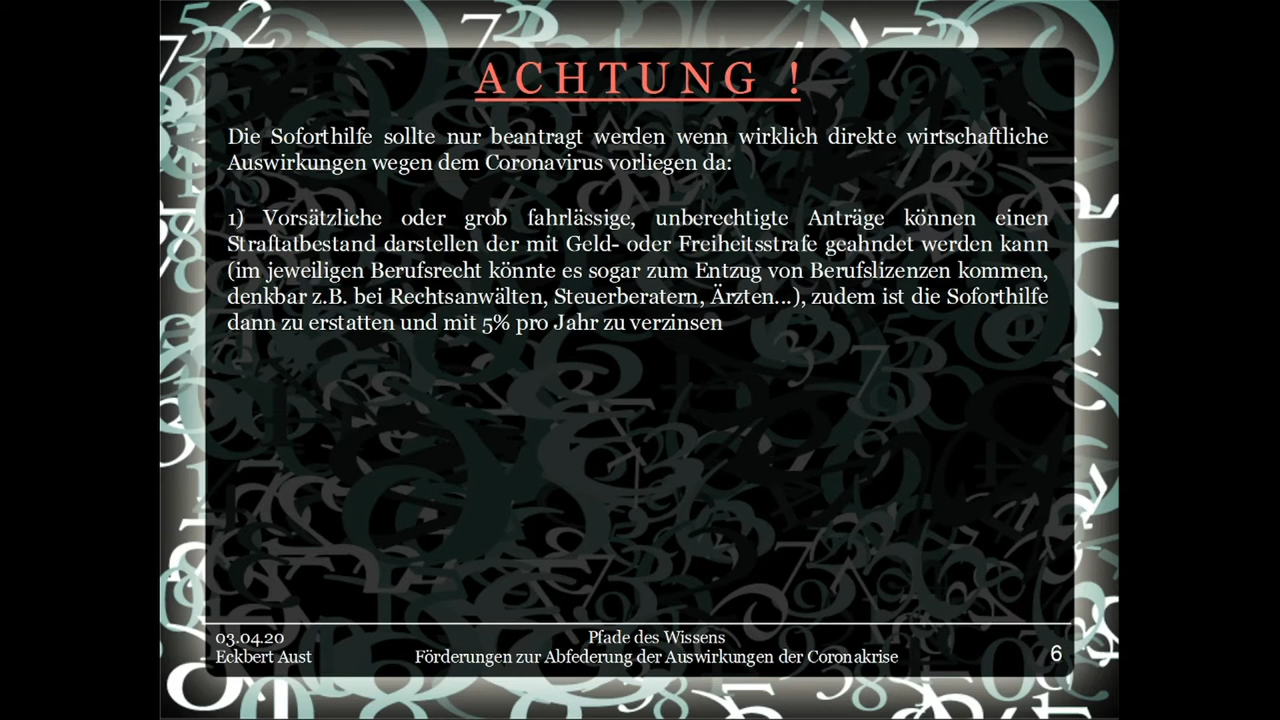 ACHTUNG !
Die Soforthilfe sollte nur beantragt werden wenn wirklich direkte wirtschaftliche
Auswirkungen wegen dem Coronavirus vorliegen da:
1) Vorsätzliche oder grob fahrlässige, unberechtigte Anträge können einen
Straftatbestand darstellen der mit Geld- oder Freiheitsstrafe geahndet werden kann
(im jeweiligen Berufsrecht könnte es sogar zum Entzug von Berufslizenzen kommen,
denkbar z.B. bei Rechtsanwälten, Steuerberatern, Ärzten...), zudem ist die Soforthilfe
dann zu erstatten und mit 5% pro Jahr zu verzinsen
03.04.20
Eckbert Aust
Pfade des Wissens
Förderungen zur Abfederung der Auswirkungen der Coronakrise
6